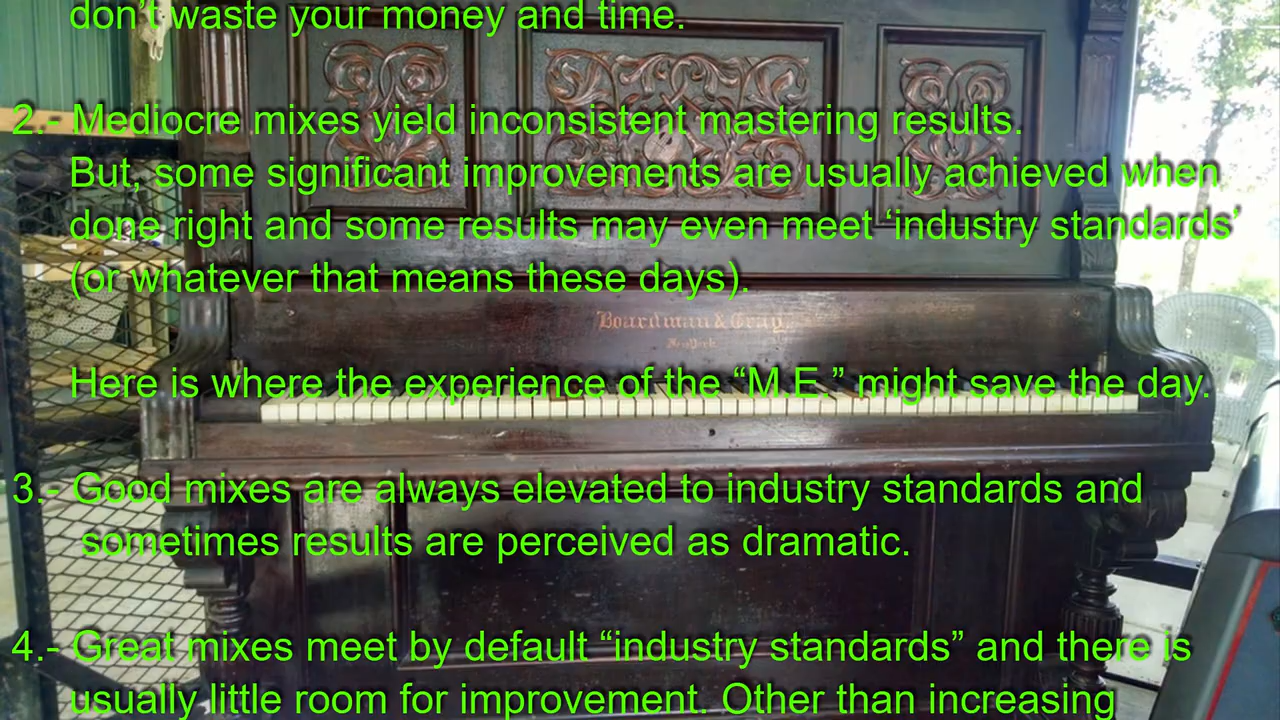 don't waste your money and time.
2.- Mediocre mixes yield inconsistent mastering results.
But, some significant improvements are usually achieved when
done right and some results may even meet ‘industry standards’
(or whatever that means these days).
Boardman & Gray
New York
Here is where the experience of the “M.E.” might save the day.
3.- Good mixes are always elevated to industry standards and
sometimes results are perceived as dramatic.
4.- Great mixes meet by default “industry standards” and there is
usually little room for improvement. Other than increasing